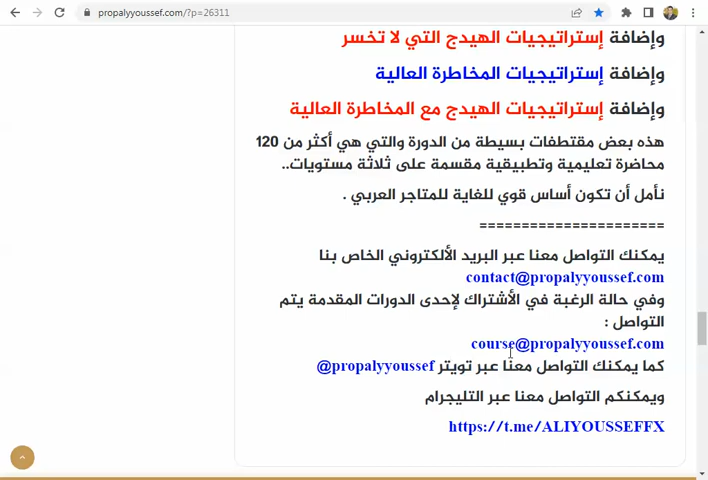 propalyyoussef.com/?p=26311
وإضافة إستراتيجيات الهيدج التي لا تخسر
وإضافة إستراتيجيات المخاطرة العالية
وإضافة إستراتيجيات الهيدج مع المخاطرة العالية
هذه بعض مقتطفات بسيطة من الدورة والتي هي أكثر من 120
محاضرة تعليمية وتطبيقية مقسمة على ثلاثة مستويات..
نأمل أن تكون أساس قوي للغاية للمتاجر العربي .
======================
يمكنك التواصل معنا عبر البريد الألكتروني الخاص بنا
contact@propalyyoussef.com
وفي حالة الرغبة في الأشتراك لإحدى الدورات المقدمة يتم
التواصل :
course@propalyyoussef.com
كما يمكنك التواصل معنا عبر تويتر @propalyyoussef
ويمكنكم التواصل معنا عبر التليجرام
https://t.me/ALIYOUSSEFFX